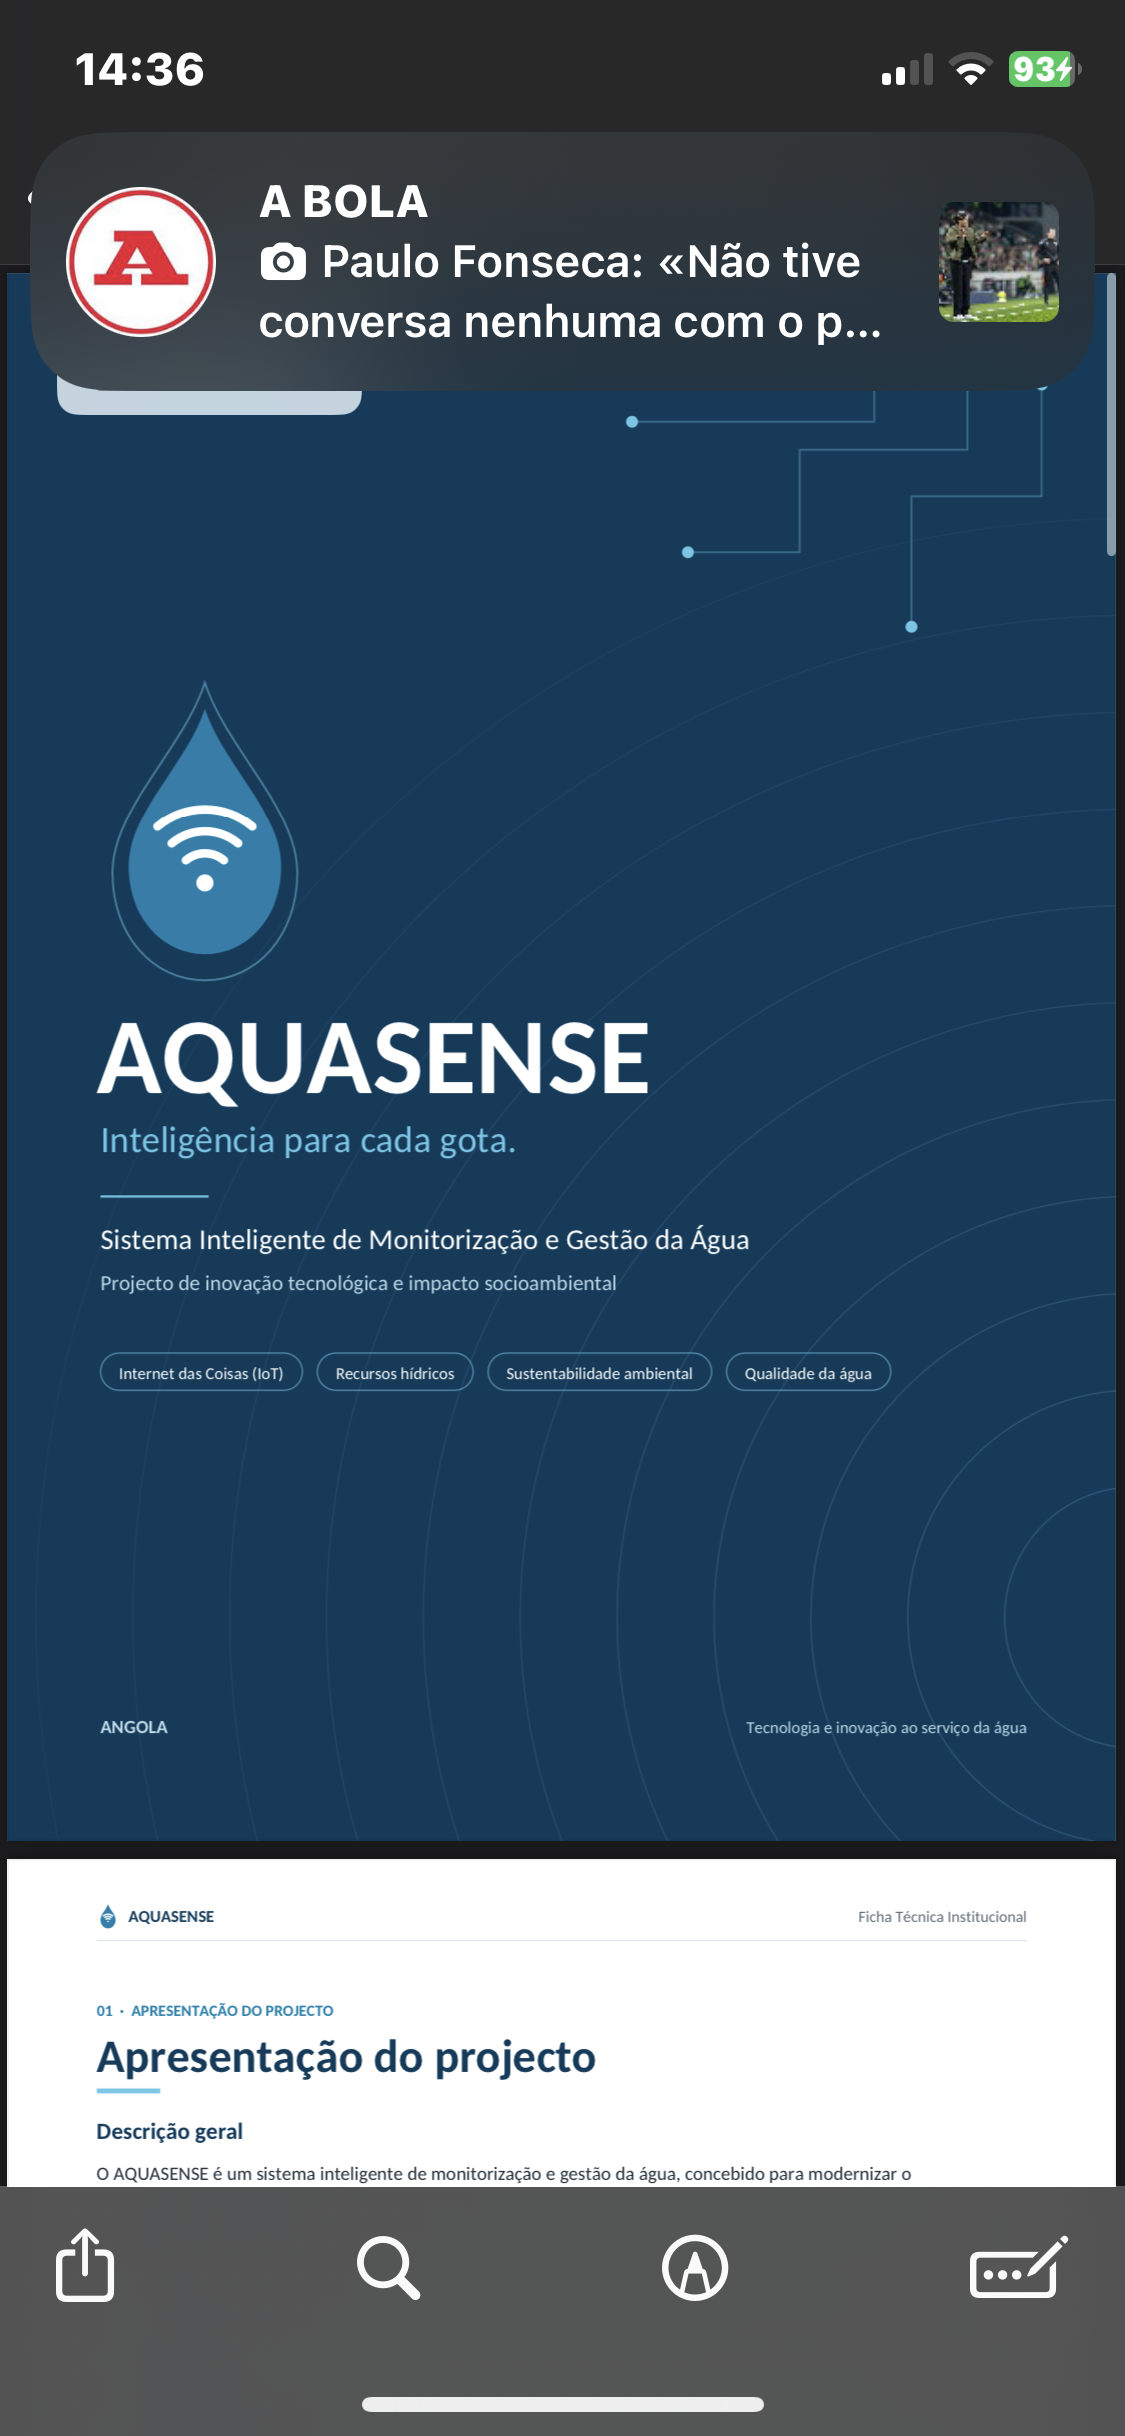 14:36
93
A
A BOLA
Paulo Fonseca: «Não tive
conversa nenhuma com o p...
AQUASENSE
Inteligência para cada gota.
Sistema Inteligente de Monitorização e Gestão da Água
Projecto de inovação tecnológica e impacto socioambiental
Internet das Coisas (IoT) Recursos hídricos Sustentabilidade ambiental Qualidade da água
ANGOLA Tecnologia e inovação ao serviço da água
AQUASENSE Ficha Técnica Institucional
01 · APRESENTAÇÃO DO PROJECTO
Apresentação do projecto
Descrição geral
O AQUASENSE é um sistema inteligente de monitorização e gestão da água, concebido para modernizar o